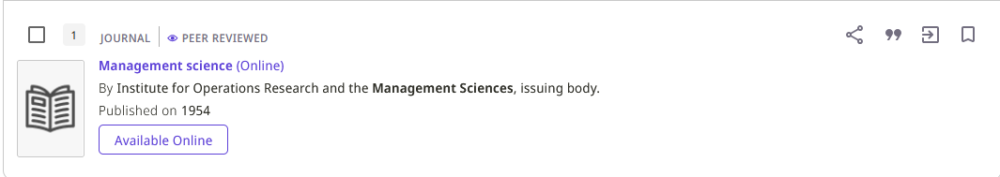 1 JOURNAL PEER REVIEWED
Management science (Online)
By Institute for Operations Research and the Management Sciences, issuing body.
Published on 1954
Available Online